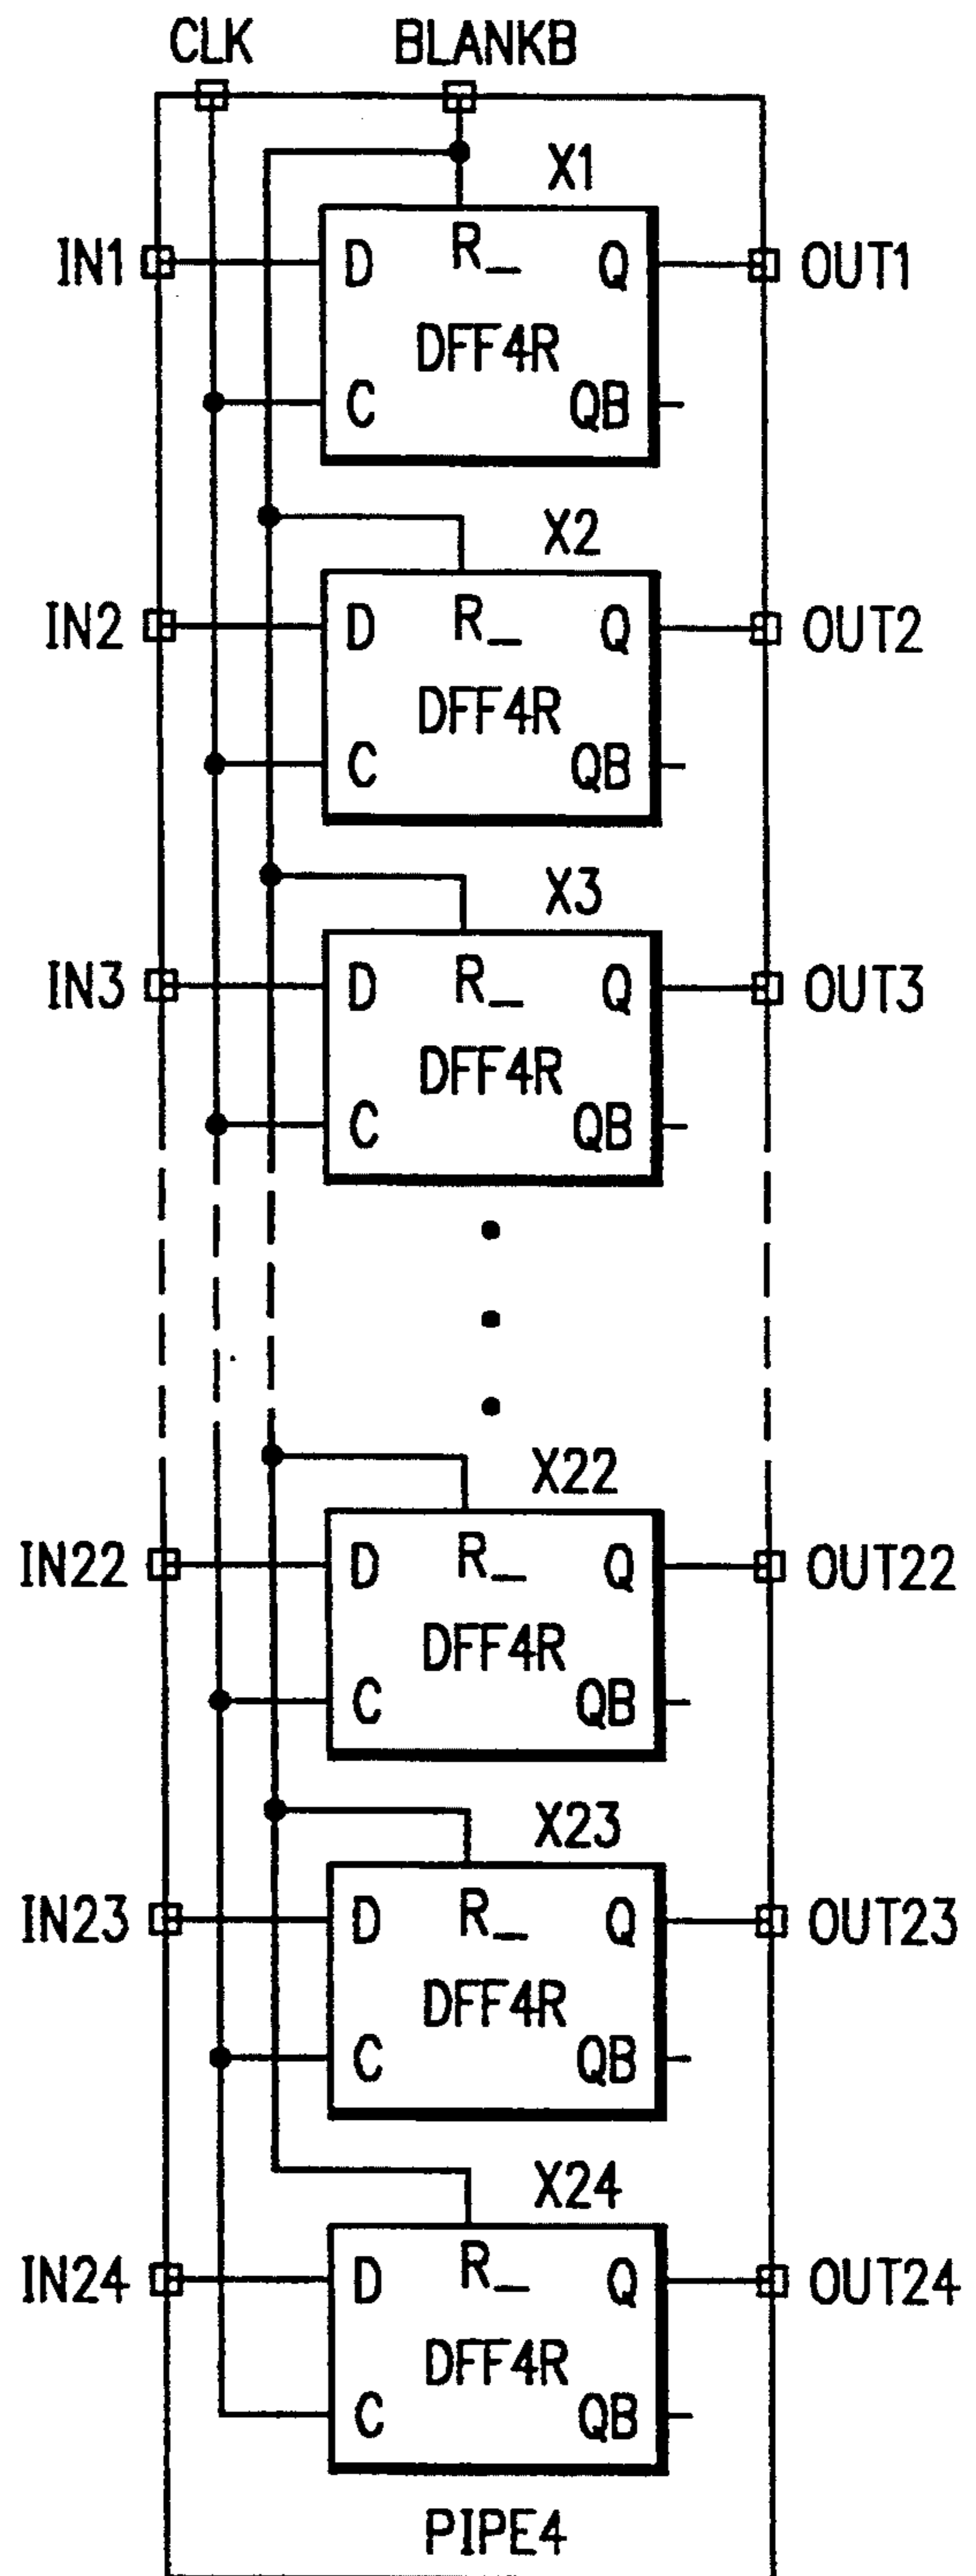 CLK BLANKB
X1
IN1 D R_ Q OUT1
DFF4R
C QB
X2
IN2 D R_ Q OUT2
DFF4R
C QB
X3
IN3 D R_ Q OUT3
DFF4R
C QB
X22
IN22 D R_ Q OUT22
DFF4R
C QB
X23
IN23 D R_ Q OUT23
DFF4R
C QB
X24
IN24 D R_ Q OUT24
DFF4R
C QB
PIPE4